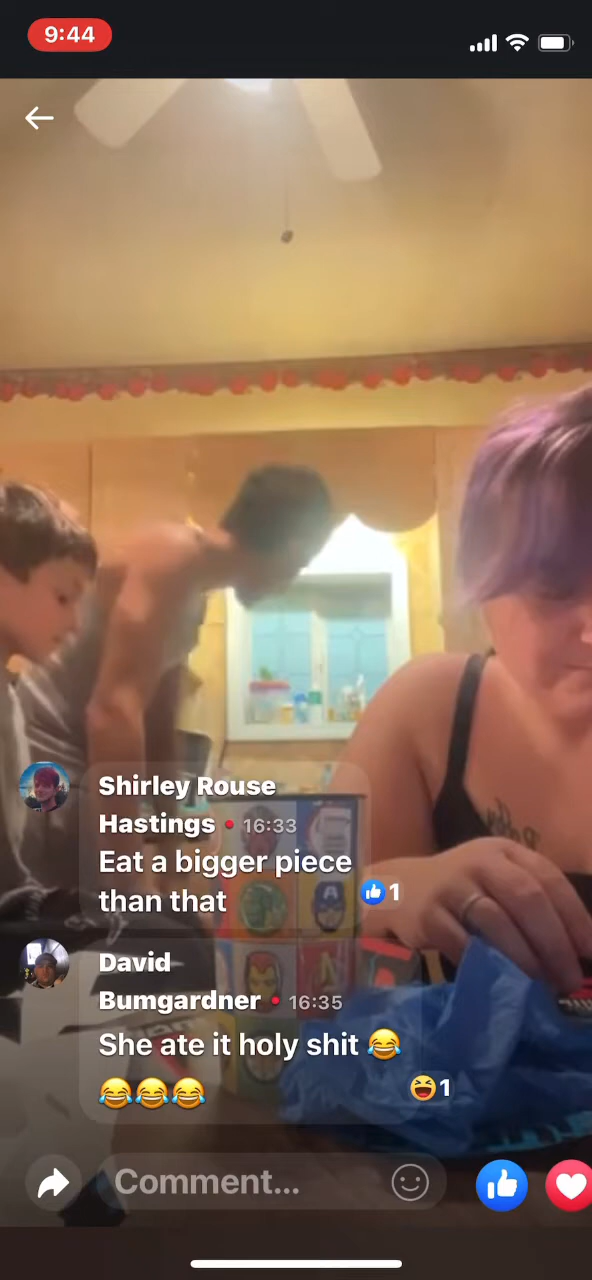 9:44
Shirley Rouse
Hastings • 16:33
Eat a bigger piece
than that
1
David
Bumgardner • 16:35
She ate it holy shit 😂
😂😂😂
1
Comment...